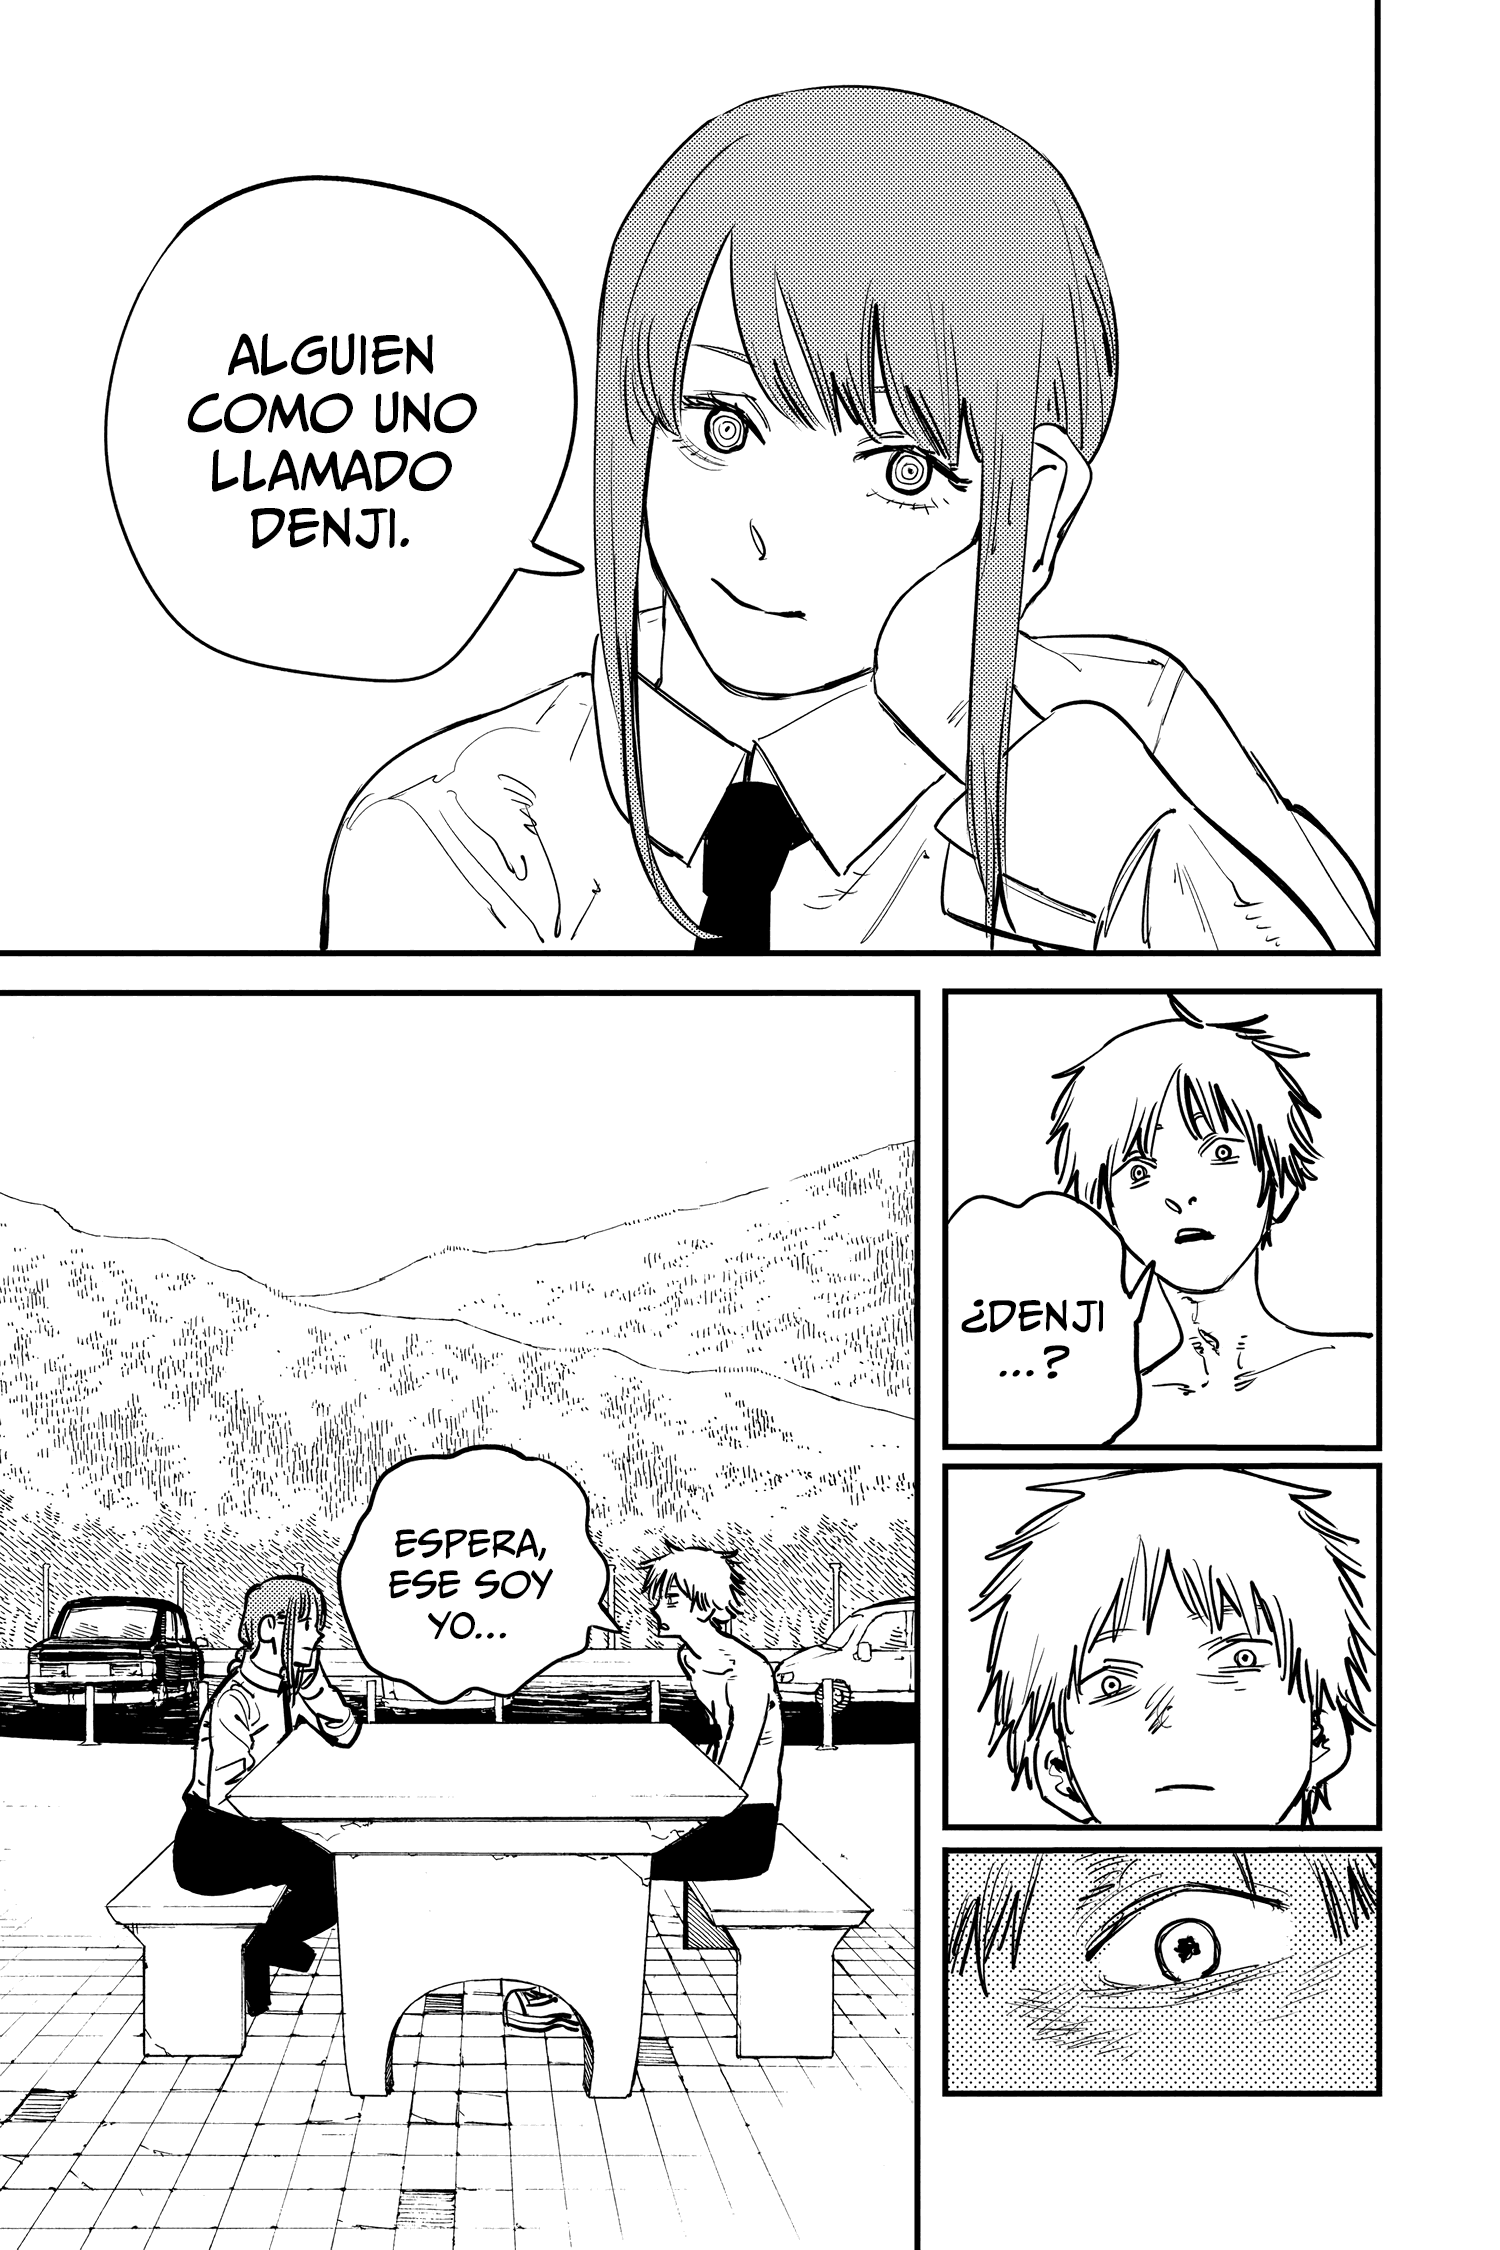 ALGUIEN
COMO UNO
LLAMADO
DENJI.
¿DENJI
...?
ESPERA,
ESE SOY
YO...